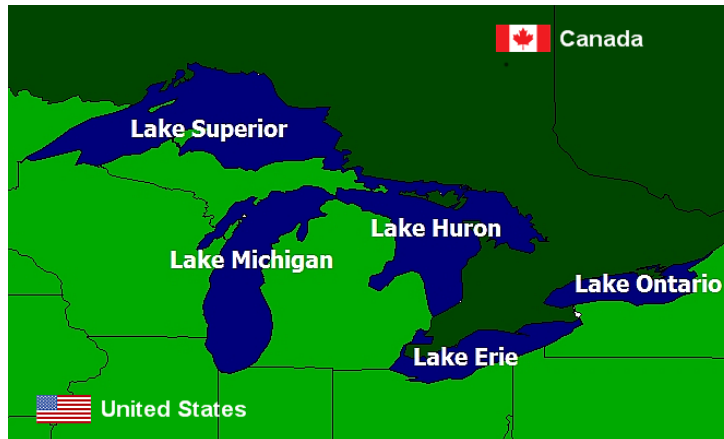 Canada
Lake Superior
Lake Huron
Lake Michigan
Lake Ontario
Lake Erie
United States